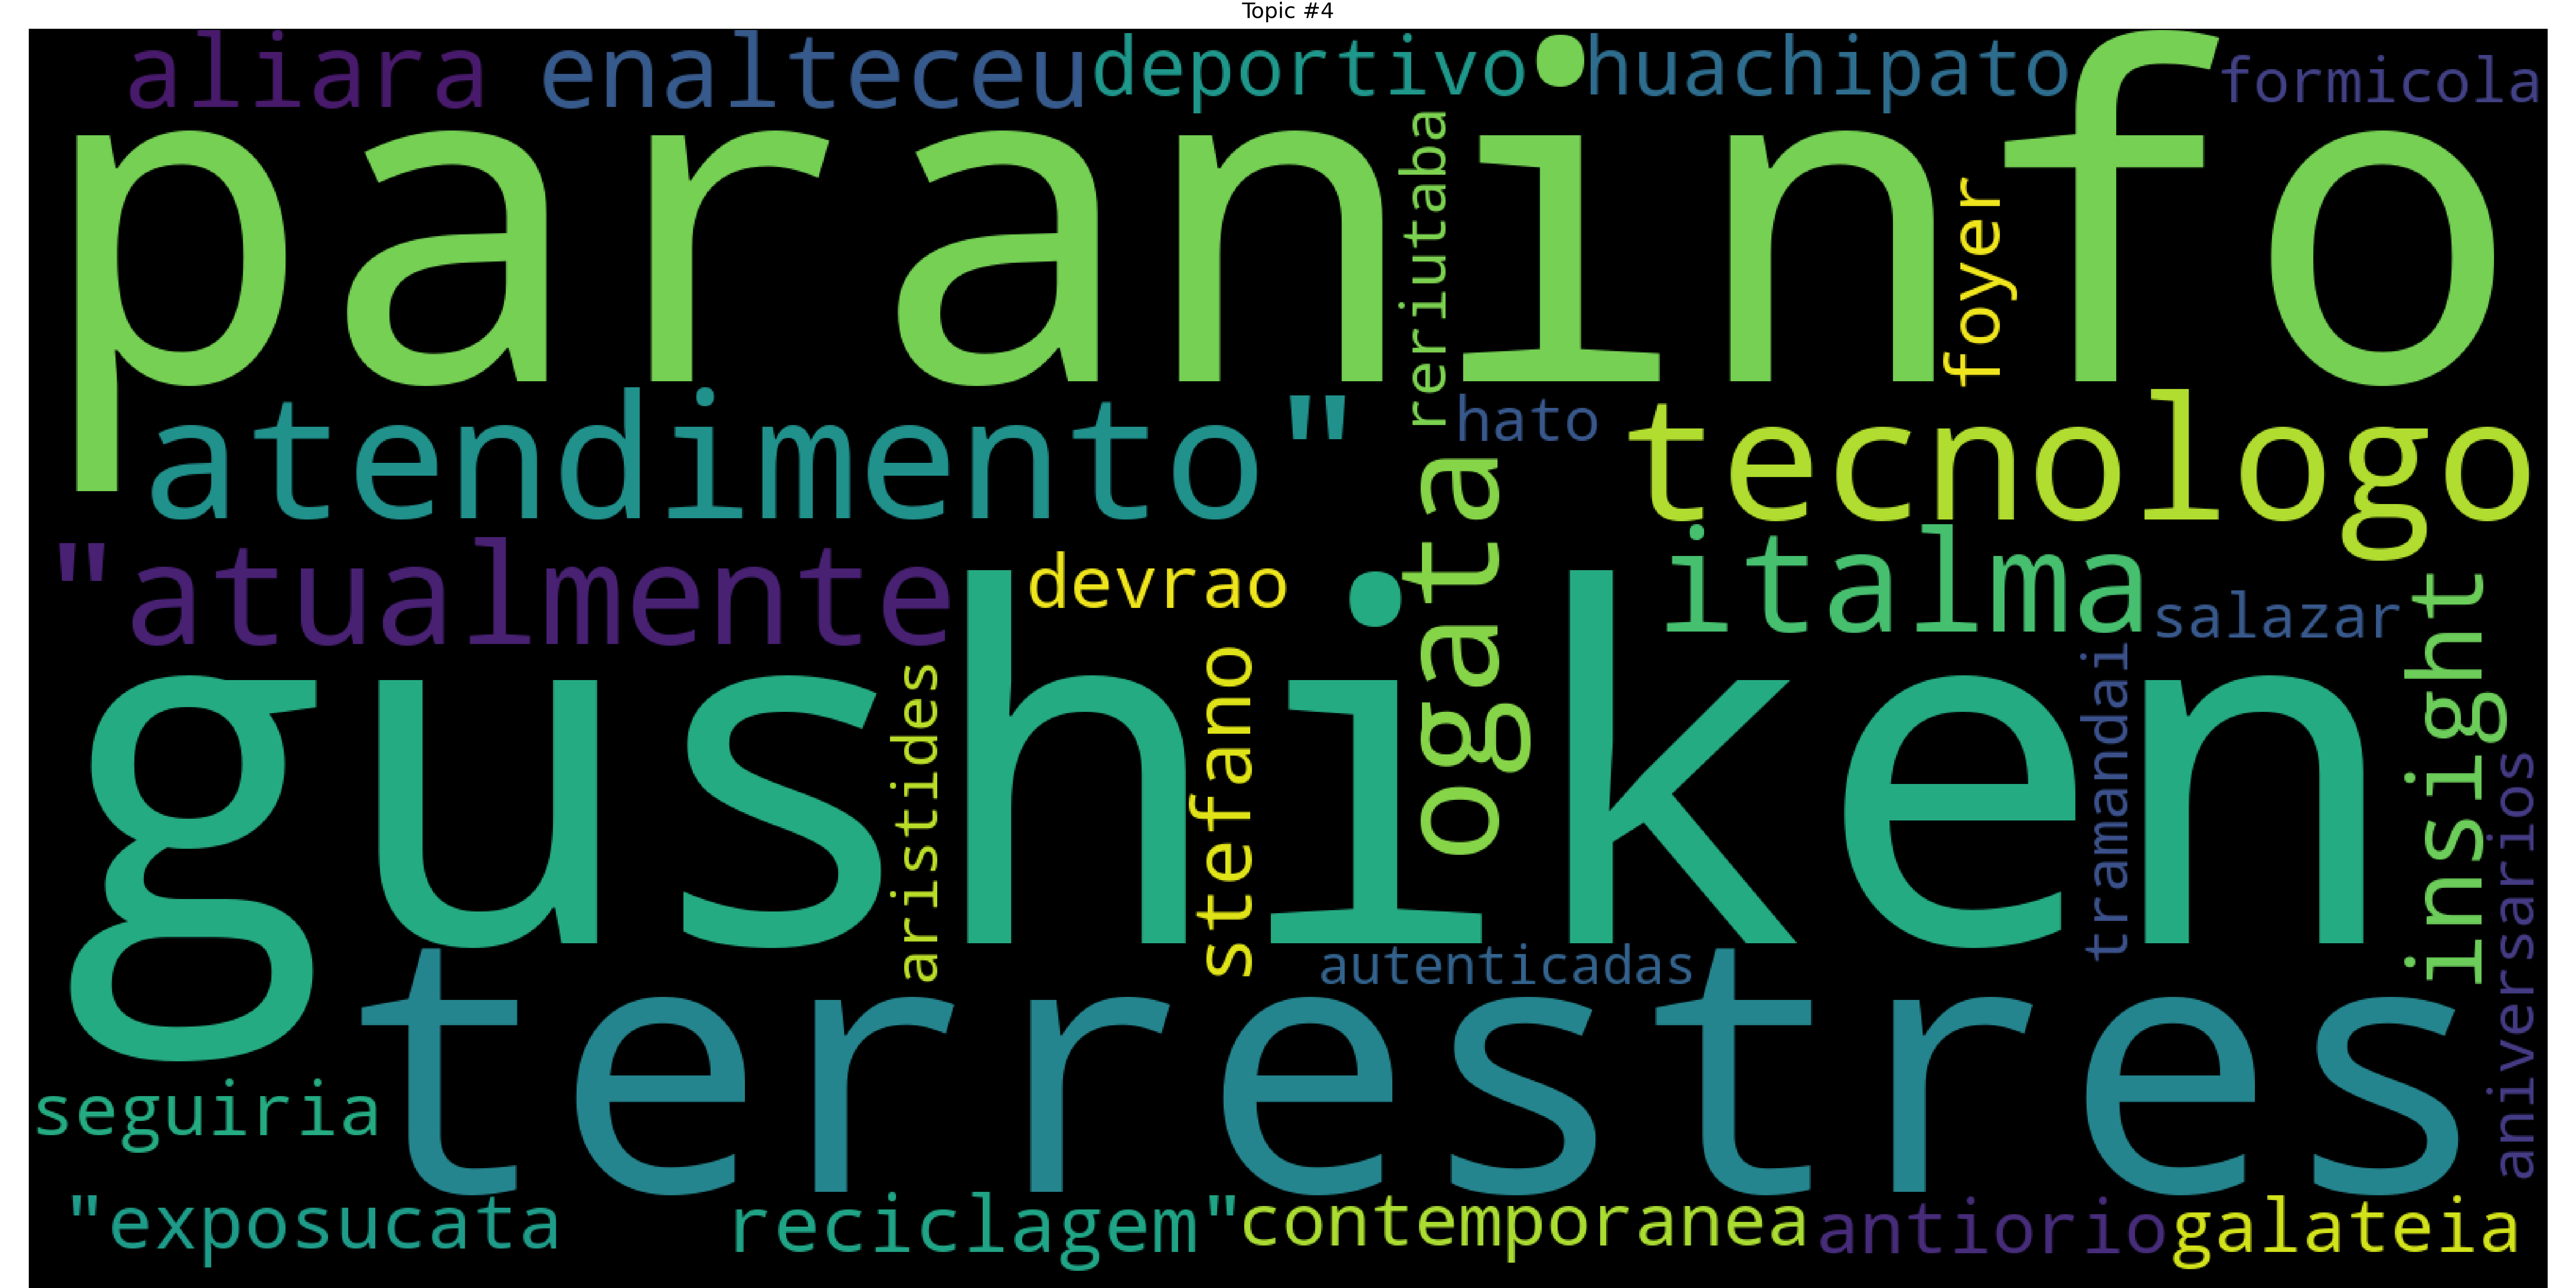 Topic #4
aliara
enalteceu
deportivo
huachipato
formicola
paraninfo
reriutaba
foyer
atendimento"
hato
tecnologo
ogata
"atualmente
devrao
italma
salazar
insight
gushiken
aristides
stefano
tramandai
aniversarios
autenticadas
terrestres
seguiria
"exposucata
reciclagem"
contemporanea
antiorio
galateia